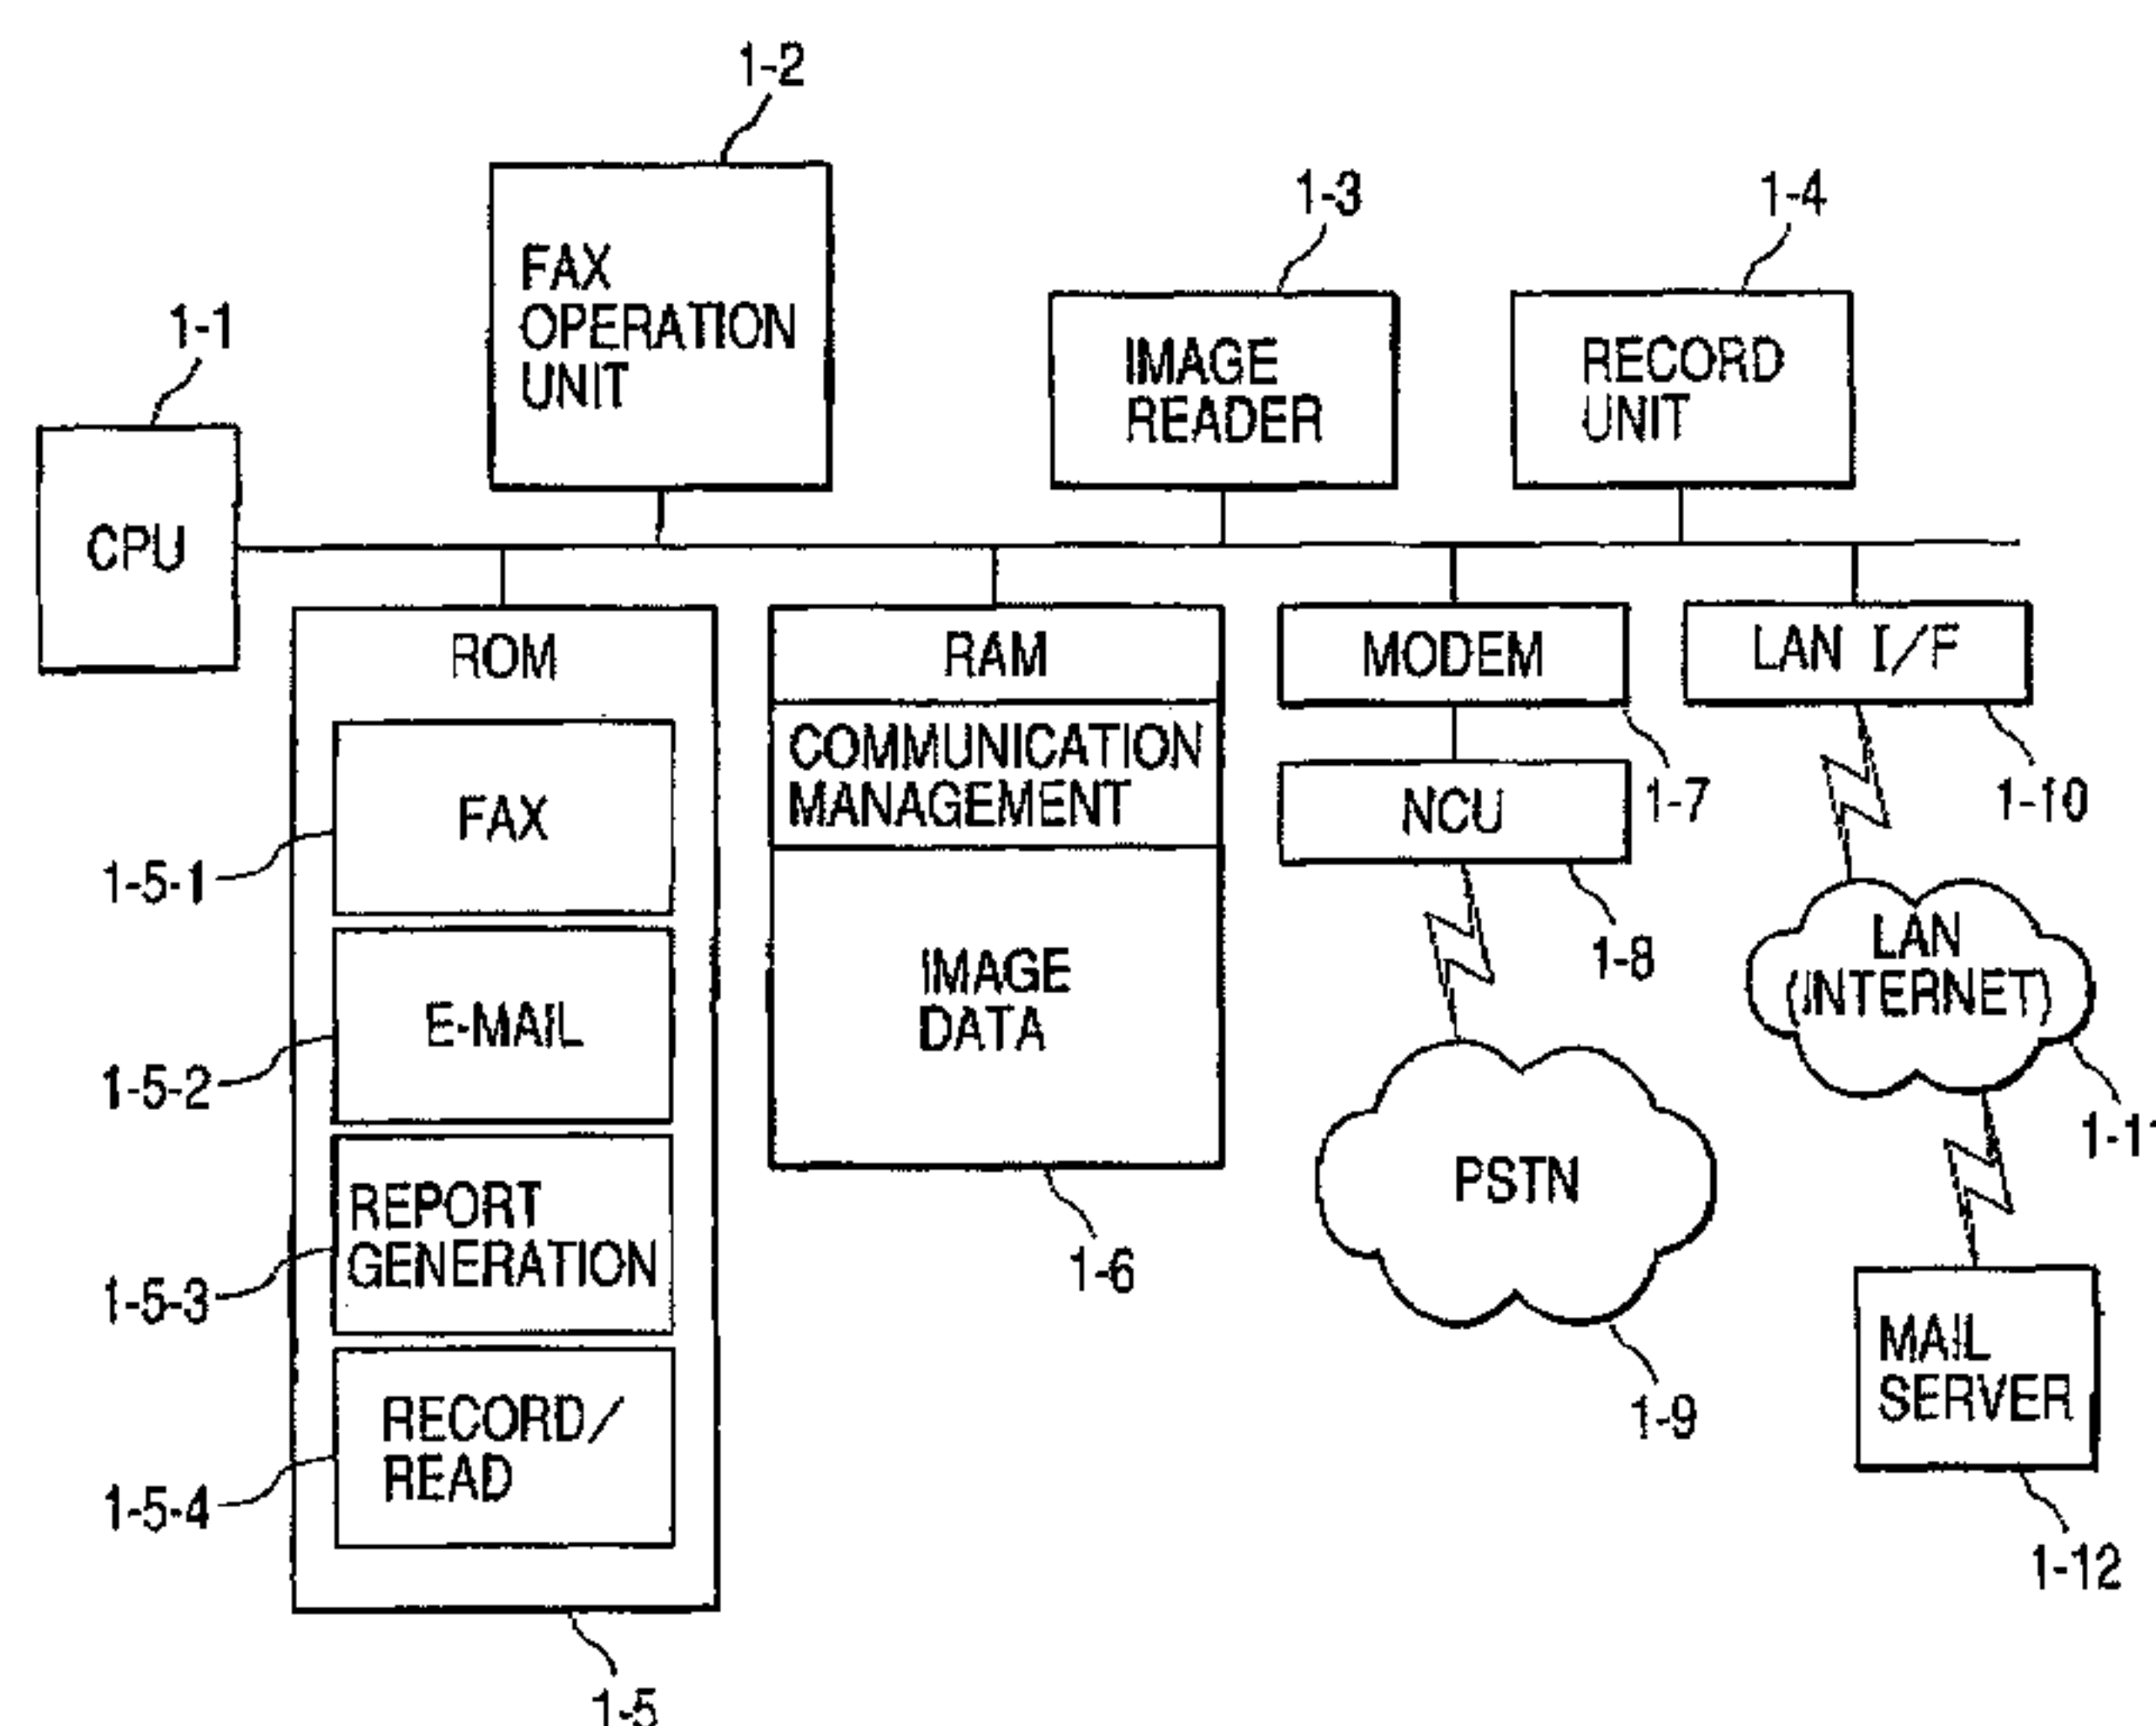 1-2
1-3
1-4
1-1
FAX
OPERATION
UNIT
IMAGE
READER
RECORD
UNIT
CPU
ROM
RAM
MODEM
LAN I/F
COMMUNICATION
MANAGEMENT
1-7
1-10
FAX
NCU
1-5-1
1-8
LAN
(INTERNET)
IMAGE
DATA
E-MAIL
1-5-2
1-11
PSTN
REPORT
GENERATION
1-5-3
1-6
MAIL
SERVER
1-9
RECORD/
READ
1-5-4
1-12
1-5